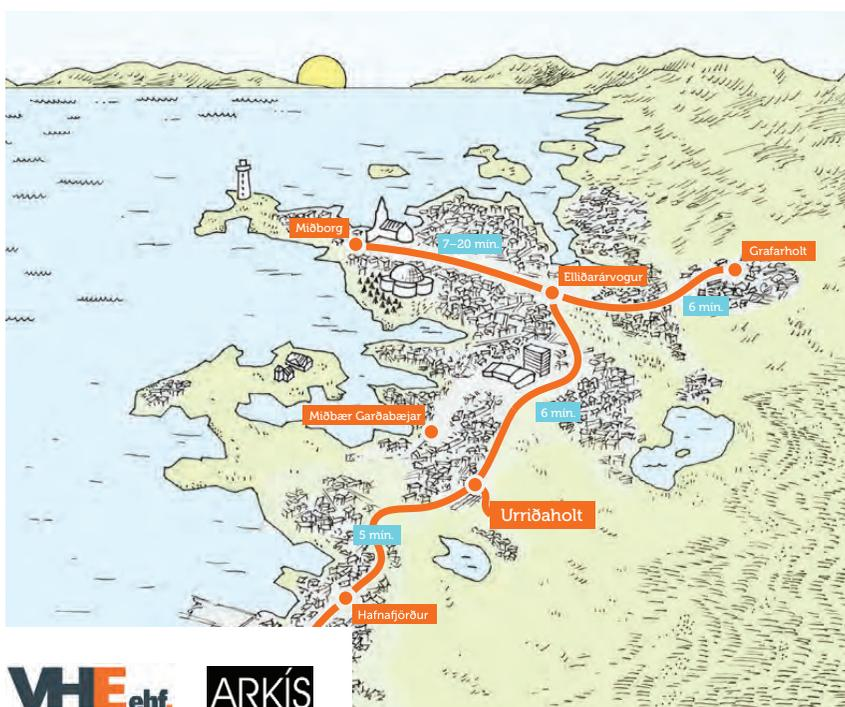 Miðborg
7–20 mín.
Grafarholt
Elliðarárvogur
6 mín.
Miðbær Garðabæjar
6 mín.
Urriðaholt
5 mín.
Hafnafjörður
VHE ehf.
ARKÍS